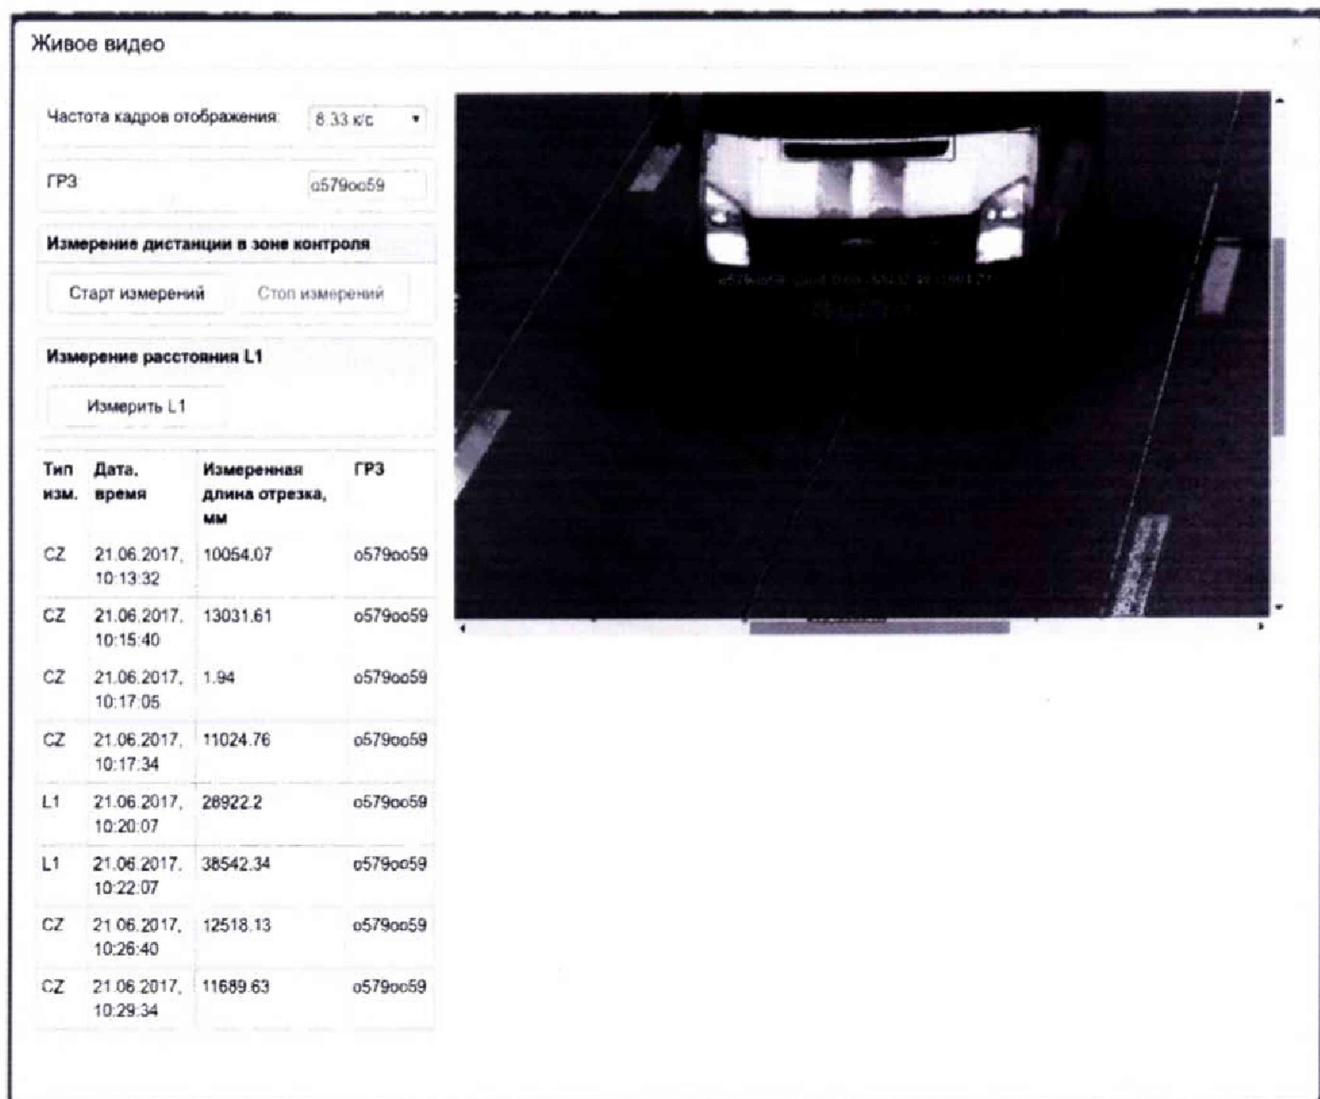 Живое видео
×
Частота кадров отображения: 8.33 к/с
ГРЗ: о579оо59
Измерение дистанции в зоне контроля
Старт измерений Стоп измерений
Измерение расстояния L1
Измерить L1
Тип Дата, Измеренная ГРЗ
изм. время длина отрезка,
мм
CZ 21.06.2017, 10054.07 о579оо59
10:13:32
CZ 21.06.2017, 13031.61 о579оо59
10:15:40
CZ 21.06.2017, 1.94 о579оо59
10:17:05
CZ 21.06.2017, 11024.76 о579оо59
10:17:34
L1 21.06.2017, 28922.2 о579оо59
10:20:07
L1 21.06.2017, 38542.34 о579оо59
10:22:07
CZ 21.06.2017, 12518.13 о579оо59
10:26:40
CZ 21.06.2017, 11689.63 о579оо59
10:29:34